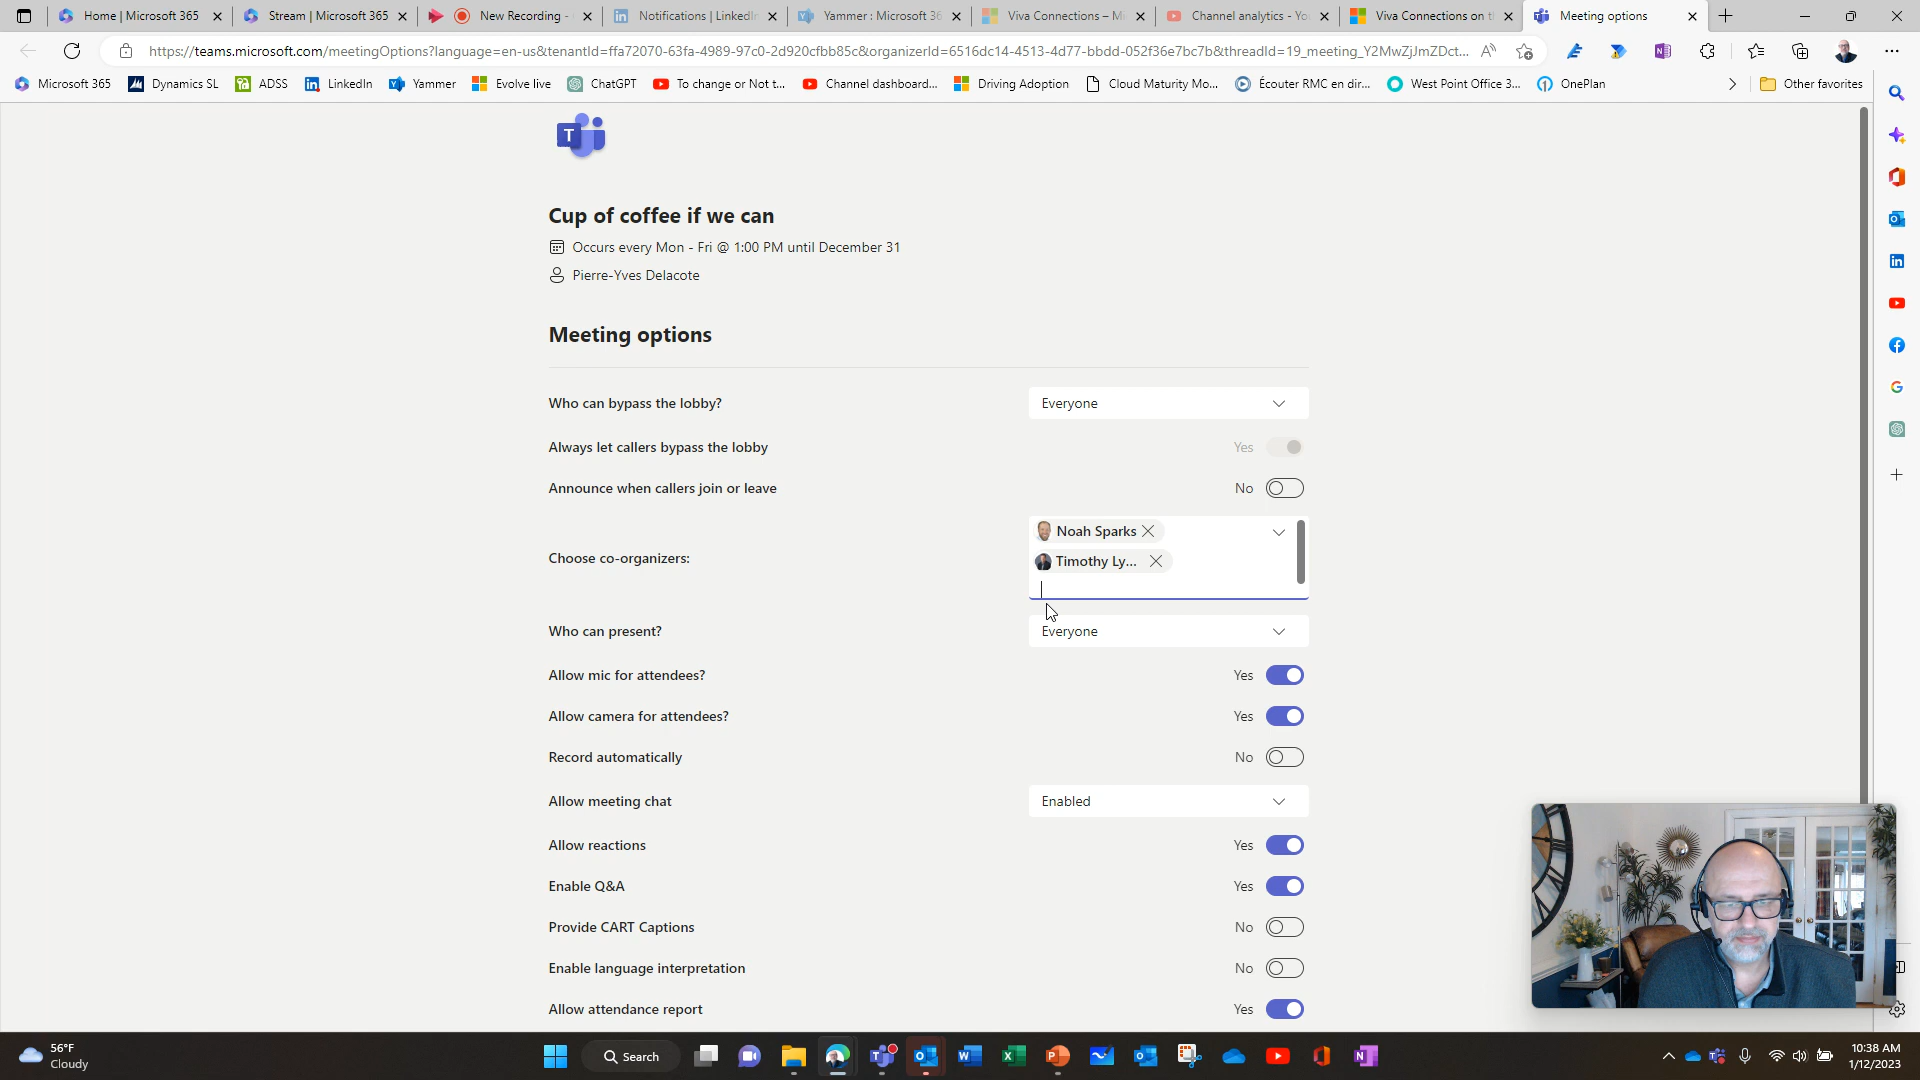 Home | Microsoft 365
Stream | Microsoft 365
New Recording -
Notifications | LinkedIn
Yammer : Microsoft 36
Viva Connections – Mi
Channel analytics - Yo
Viva Connections on t
Meeting options
https://teams.microsoft.com/meetingOptions?language=en-us&tenantId=ffa72070-63fa-4989-97c0-2d920cfbb85c&organizerId=6516dc14-4513-4d77-bbdd-052f36e7bc7b&threadId=19_meeting_Y2MwZjJmZDct...
Microsoft 365
Dynamics SL
ADSS
LinkedIn
Yammer
Evolve live
ChatGPT
To change or Not t...
Channel dashboard...
Driving Adoption
Cloud Maturity Mo...
Écouter RMC en dir...
West Point Office 3...
OnePlan
Other favorites
T
Cup of coffee if we can
Occurs every Mon - Fri @ 1:00 PM until December 31
Pierre-Yves Delacote
Meeting options
Who can bypass the lobby? Everyone
Always let callers bypass the lobby Yes
Announce when callers join or leave No
Noah Sparks
Choose co-organizers:
Timothy Ly...
Who can present? Everyone
Allow mic for attendees? Yes
Allow camera for attendees? Yes
Record automatically No
Allow meeting chat Enabled
Allow reactions Yes
Enable Q&A Yes
Provide CART Captions No
Enable language interpretation No
Allow attendance report Yes
56°F
Cloudy
Search
10:38 AM
1/12/2023